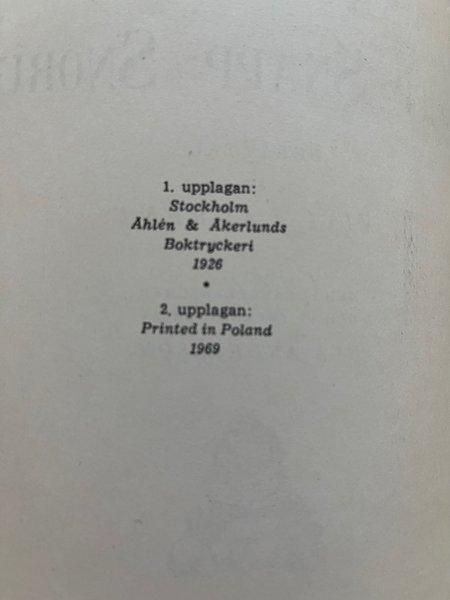 1. upplagan:
Stockholm
Åhlén & Åkerlunds
Boktryckeri
1926
•
2. upplagan:
Printed in Poland
1969